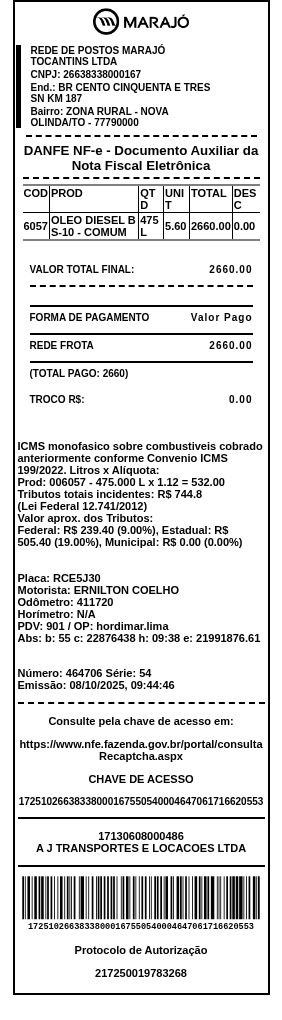 MARAJÓ
REDE DE POSTOS MARAJÓ
TOCANTINS LTDA
CNPJ: 26638338000167
End.: BR CENTO CINQUENTA E TRES
SN KM 187
Bairro: ZONA RURAL - NOVA
OLINDA/TO - 77790000
DANFE NF-e - Documento Auxiliar da
Nota Fiscal Eletrônica
COD PROD QTD UNIT TOTAL DESC
6057 OLEO DIESEL B S-10 - COMUM 475 L 5.60 2660.00 0.00
VALOR TOTAL FINAL: 2660.00
FORMA DE PAGAMENTO Valor Pago
REDE FROTA 2660.00
(TOTAL PAGO: 2660)
TROCO R$: 0.00
ICMS monofasico sobre combustiveis cobrado
anteriormente conforme Convenio ICMS
199/2022. Litros x Alíquota:
Prod: 006057 - 475.000 L x 1.12 = 532.00
Tributos totais incidentes: R$ 744.8
(Lei Federal 12.741/2012)
Valor aprox. dos Tributos:
Federal: R$ 239.40 (9.00%), Estadual: R$
505.40 (19.00%), Municipal: R$ 0.00 (0.00%)
Placa: RCE5J30
Motorista: ERNILTON COELHO
Odômetro: 411720
Horímetro: N/A
PDV: 901 / OP: hordimar.lima
Abs: b: 55 c: 22876438 h: 09:38 e: 21991876.61
Número: 464706 Série: 54
Emissão: 08/10/2025, 09:44:46
Consulte pela chave de acesso em:
https://www.nfe.fazenda.gov.br/portal/consulta
Recaptcha.aspx
CHAVE DE ACESSO
17251026638338000167550540004647061716620553
17130608000486
A J TRANSPORTES E LOCACOES LTDA
17251026638338000167550540004647061716620553
Protocolo de Autorização
217250019783268